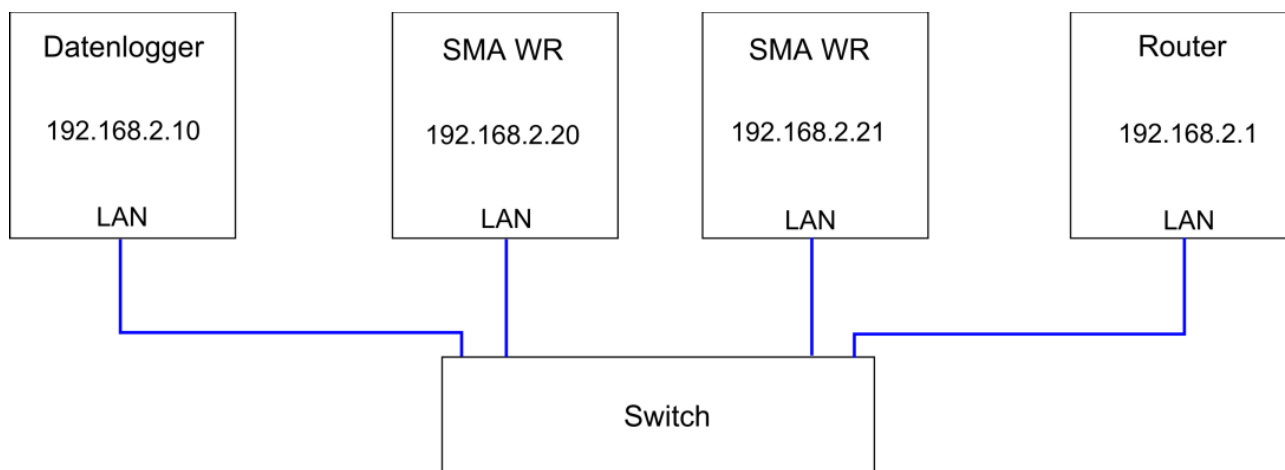 Datenlogger
192.168.2.10
LAN
SMA WR
192.168.2.20
LAN
SMA WR
192.168.2.21
LAN
Router
192.168.2.1
LAN
Switch